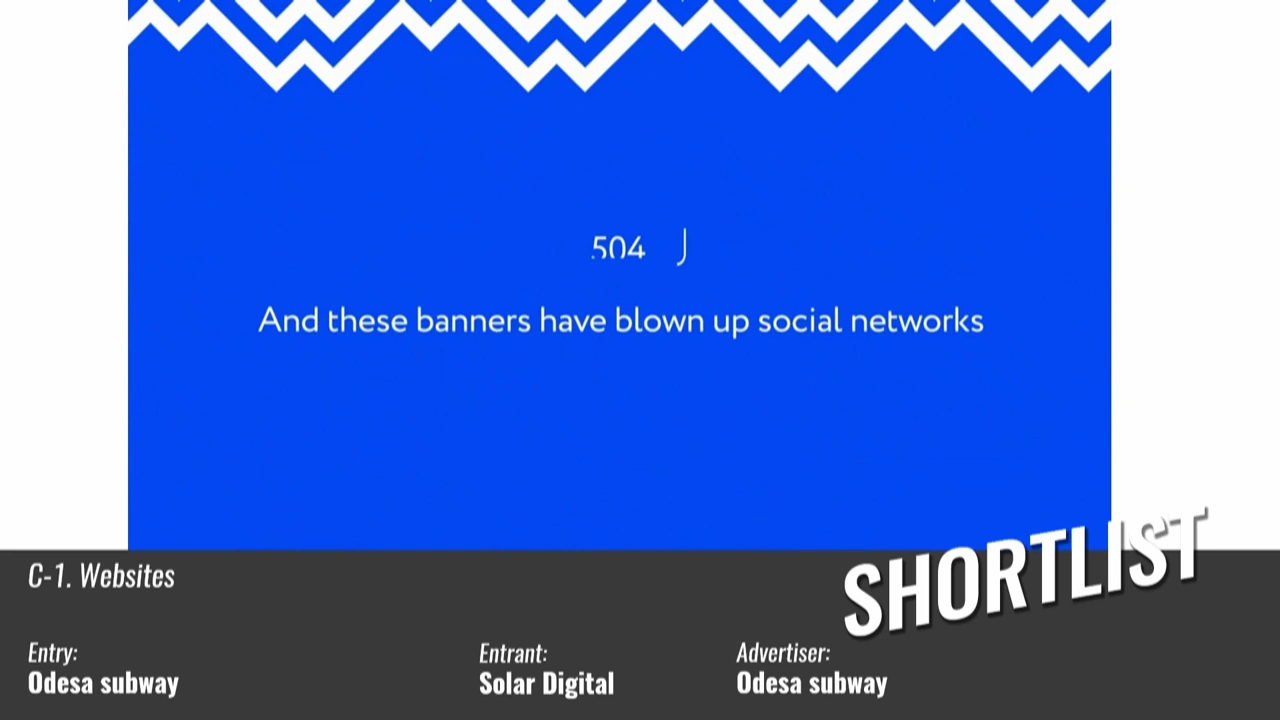 504
And these banners have blown up social networks
SHORTLIST
C-1. Websites
Entry:
Odesa subway
Entrant:
Solar Digital
Advertiser:
Odesa subway